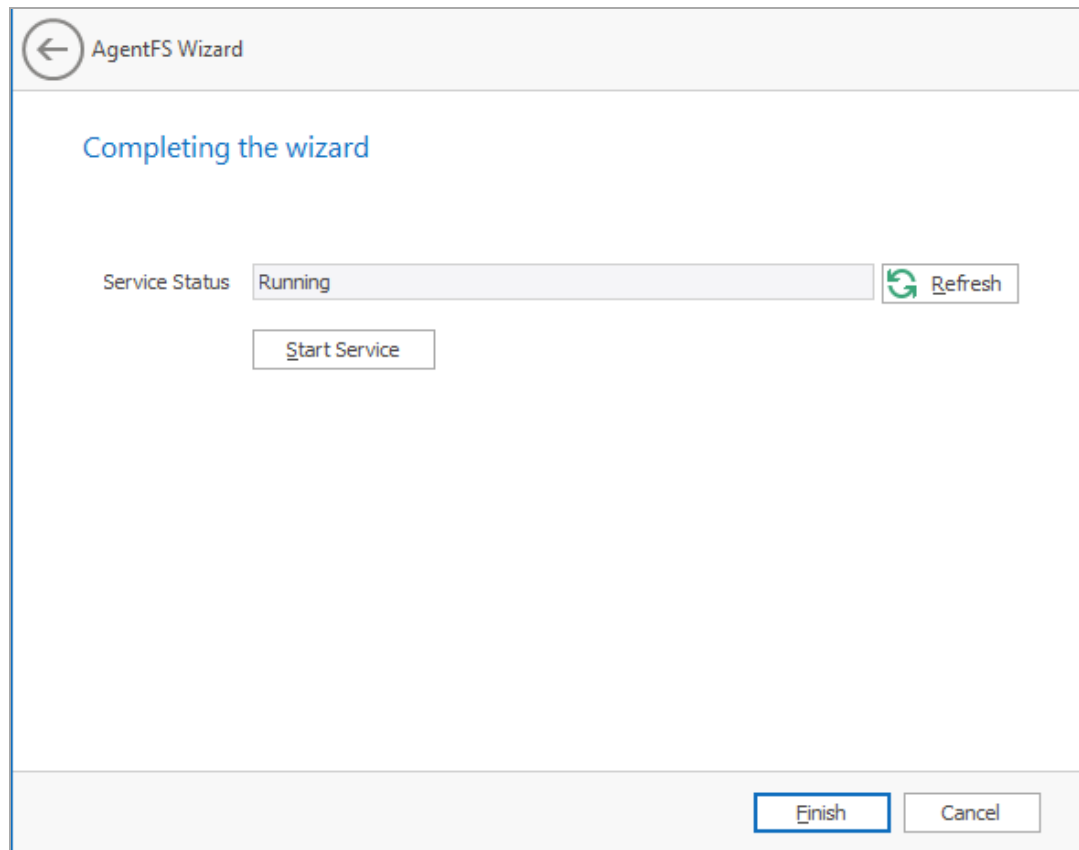 AgentFS Wizard
Completing the wizard
Service Status Running Refresh
Start Service
Finish Cancel